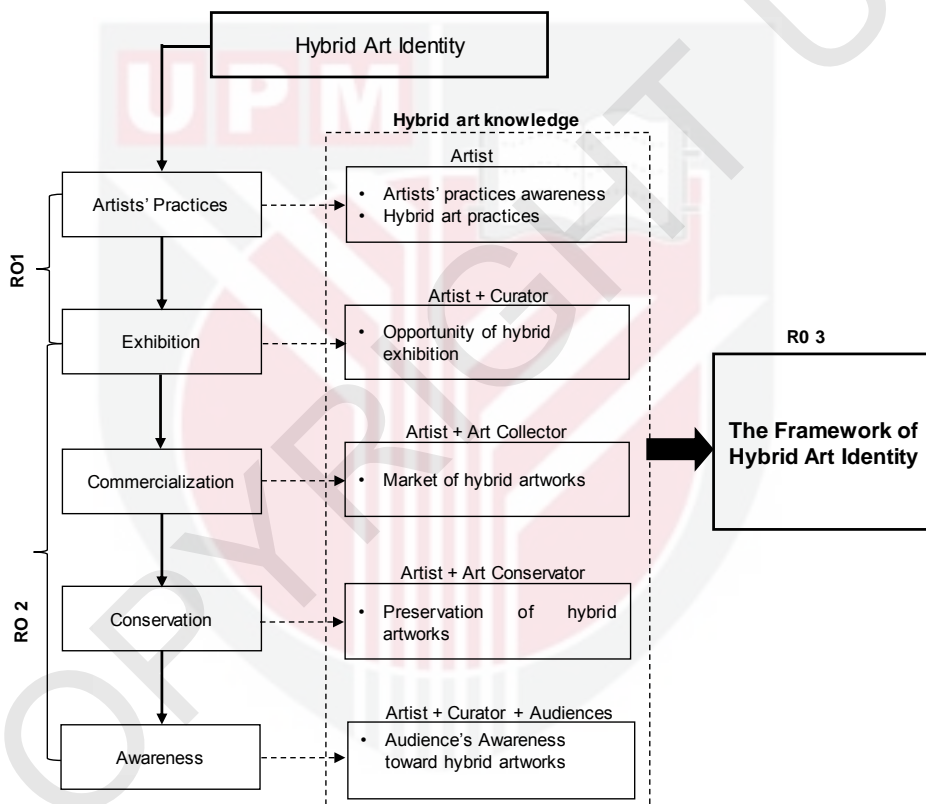 Hybrid Art Identity
UPM
Hybrid art knowledge
Artist
Artists’ Practices
• Artists’ practices awareness
• Hybrid art practices
RO1
Artist + Curator
Exhibition
• Opportunity of hybrid
exhibition
R0 3
The Framework of
Hybrid Art Identity
Artist + Art Collector
Commercialization
• Market of hybrid artworks
RO 2
Artist + Art Conservator
Conservation
• Preservation of hybrid
artworks
Artist + Curator + Audiences
Awareness
• Audience’s Awareness
toward hybrid artworks
OPYRIGHT U